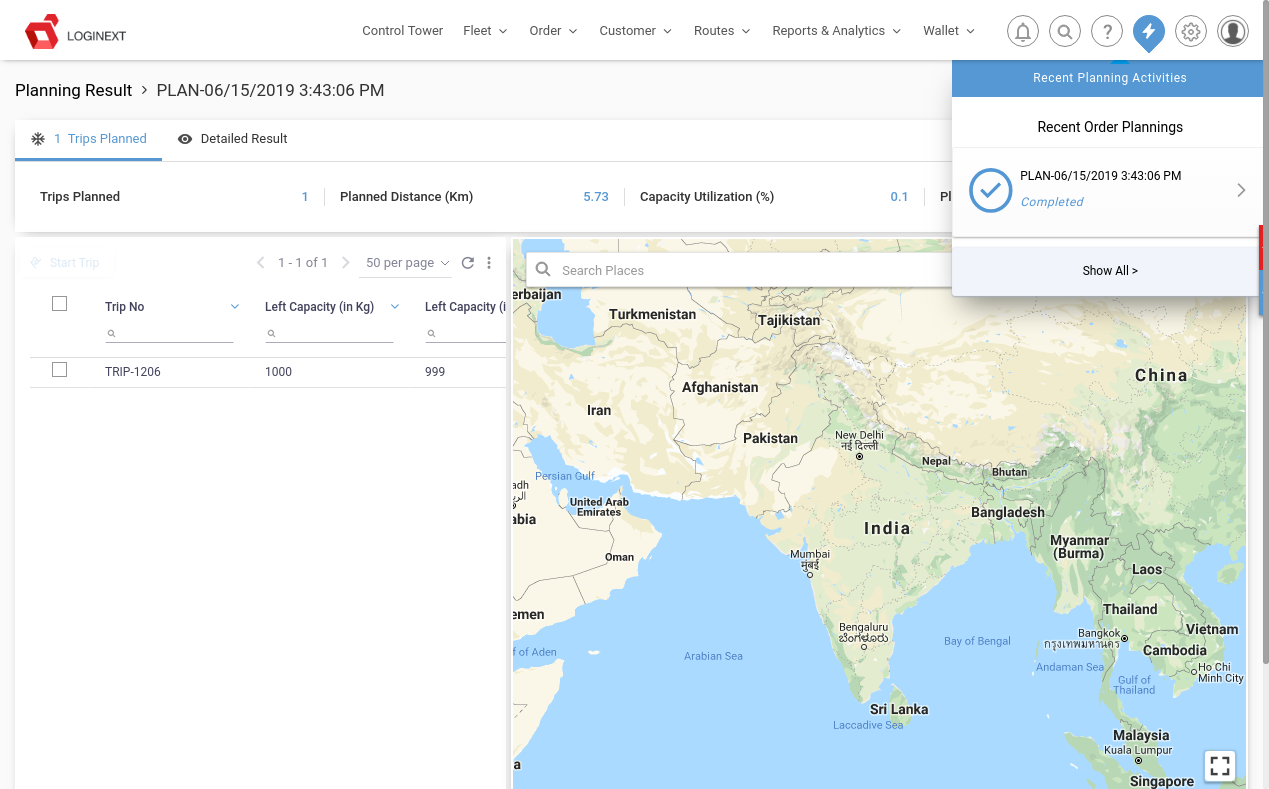 LOGINEXT
Control Tower
Fleet
Order
Customer
Routes
Reports & Analytics
Wallet
Planning Result
PLAN-06/15/2019 3:43:06 PM
Recent Planning Activities
Recent Order Plannings
PLAN-06/15/2019 3:43:06 PM
Completed
Show All >
1 Trips Planned
Detailed Result
Trips Planned 1
Planned Distance (Km) 5.73
Capacity Utilization (%) 0.1
Pl
Start Trip
1 - 1 of 1
50 per page
Trip No
Left Capacity (in Kg)
Left Capacity (i
TRIP-1206
1000
999
Search Places
erbaijan
Turkmenistan
Tajikistan
China
Afghanistan
Iran
Pakistan
New Delhi
नई दिल्ली
Nepal
Bhutan
Persian Gulf
adh
الري
abia
United Arab
Emirates
Bangladesh
India
Myanmar
(Burma)
Oman
Mumbai
मुंबई
Laos
emen
Thailand
Bengaluru
ಬೆಂಗಳೂರು
Vietnam
Bangkok
กรุงเทพมหานคร
Bay of Bengal
f of Aden
Arabian Sea
Cambodia
Andaman Sea
Ho Chi
Minh City
Gulf of
Thailand
Sri Lanka
Laccadive Sea
Malaysia
Kuala Lumpur
a
Singapore